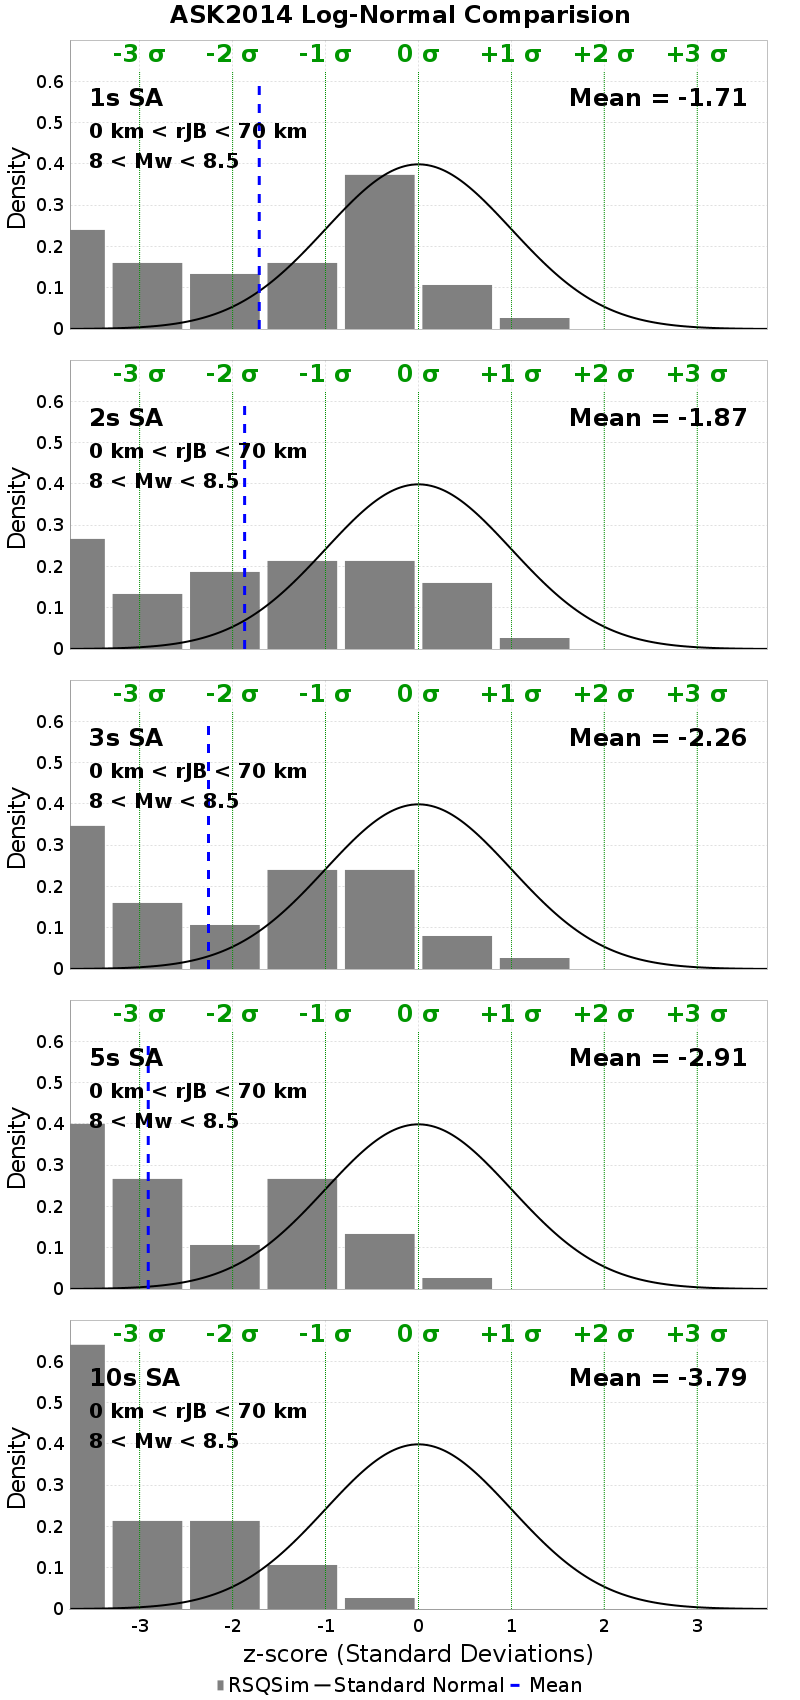 ASK2014 Log-Normal Comparision
-3 σ -2 σ -1 σ 0 σ +1 σ +2 σ +3 σ
0.6
0.5
0.4
0.3
0.2
0.1
0
Density
1s SA
Mean = -1.71
0 km < rJB < 70 km
8 < Mw < 8.5
-3 σ -2 σ -1 σ 0 σ +1 σ +2 σ +3 σ
0.6
0.5
0.4
0.3
0.2
0.1
0
Density
2s SA
Mean = -1.87
0 km < rJB < 70 km
8 < Mw < 8.5
-3 σ -2 σ -1 σ 0 σ +1 σ +2 σ +3 σ
0.6
0.5
0.4
0.3
0.2
0.1
0
Density
3s SA
Mean = -2.26
0 km < rJB < 70 km
8 < Mw < 8.5
-3 σ -2 σ -1 σ 0 σ +1 σ +2 σ +3 σ
0.6
0.5
0.4
0.3
0.2
0.1
0
Density
5s SA
Mean = -2.91
0 km < rJB < 70 km
8 < Mw < 8.5
-3 σ -2 σ -1 σ 0 σ +1 σ +2 σ +3 σ
0.6
0.5
0.4
0.3
0.2
0.1
0
Density
10s SA
Mean = -3.79
0 km < rJB < 70 km
8 < Mw < 8.5
-3 -2 -1 0 1 2 3
z-score (Standard Deviations)
RSQSim Standard Normal Mean